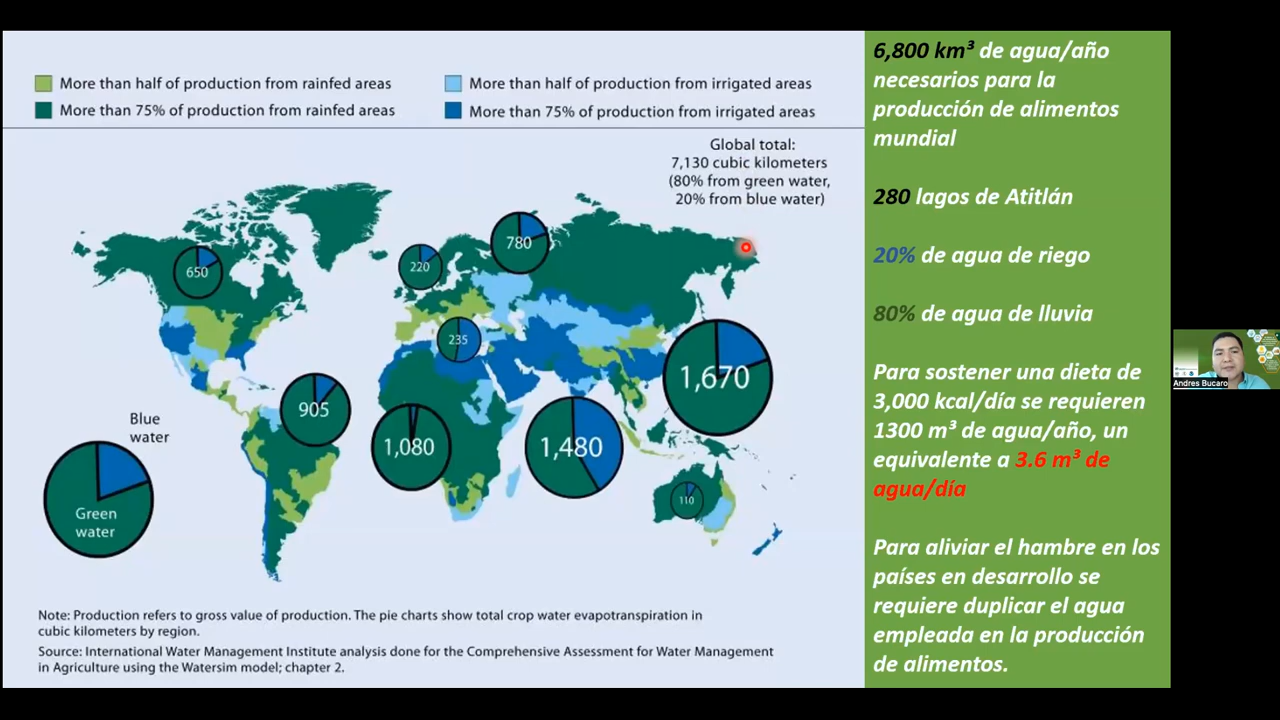 More than half of production from rainfed areas
More than 75% of production from rainfed areas
More than half of production from irrigated areas
More than 75% of production from irrigated areas
Global total:
7,130 cubic kilometers
(80% from green water,
20% from blue water)
650
220
780
235
1,670
905
1,080
1,480
110
Blue
water
Green
water
Note: Production refers to gross value of production. The pie charts show total crop water evapotranspiration in
cubic kilometers by region.
Source: International Water Management Institute analysis done for the Comprehensive Assessment for Water Management
in Agriculture using the Watersim model; chapter 2.
6,800 km³ de agua/año
necesarios para la
producción de alimentos
mundial
280 lagos de Atitlán
20% de agua de riego
80% de agua de lluvia
Para sostener una dieta de
3,000 kcal/día se requieren
1300 m³ de agua/año, un
equivalente a 3.6 m³ de
agua/día
Para aliviar el hambre en los
países en desarrollo se
requiere duplicar el agua
empleada en la producción
de alimentos.
Andres Bucaro